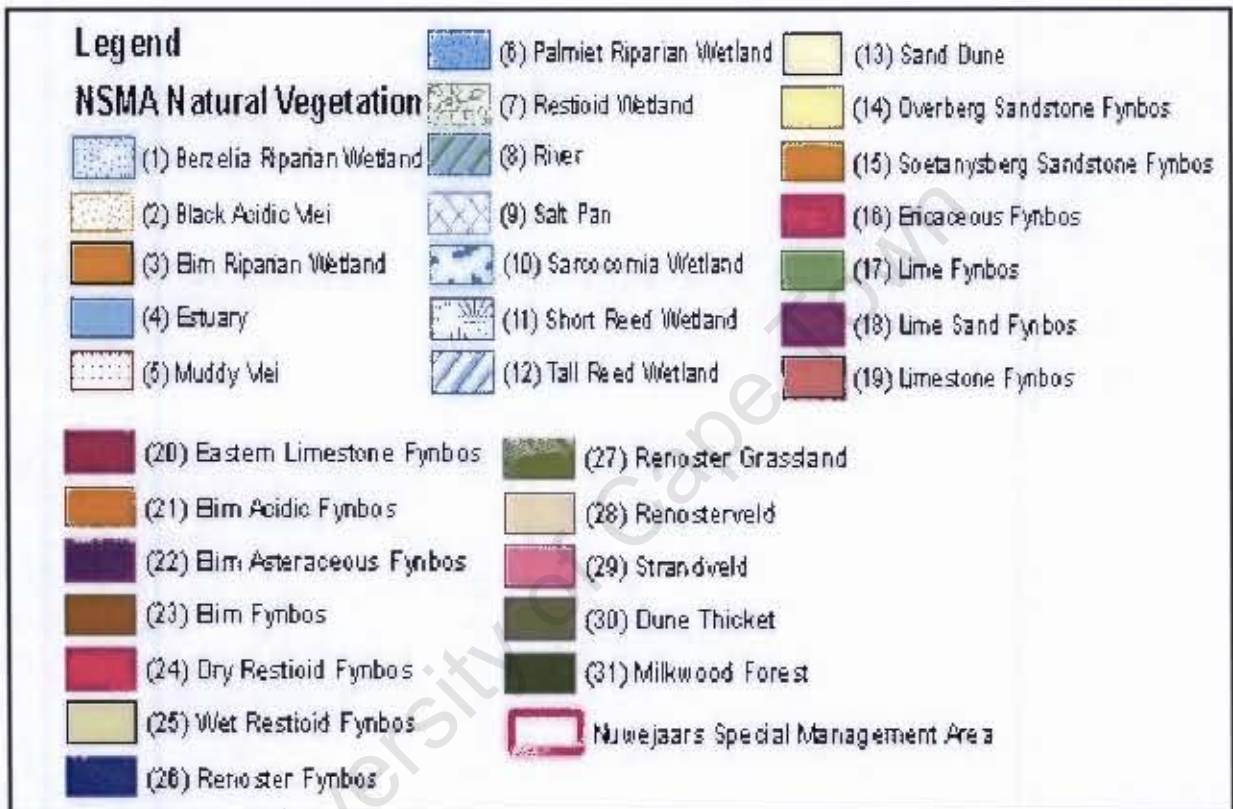 Legend
NSMA Natural Vegetation
(1) Berzelia Riparian Wetland
(2) Black Acidic Vlei
(3) Elim Riparian Wetland
(4) Estuary
(5) Muddy Vlei
(6) Palmiet Riparian Wetland
(7) Restioid Wetland
(8) River
(9) Salt Pan
(10) Sarcocornia Wetland
(11) Short Reed Wetland
(12) Tall Reed Wetland
(13) Sand Dune
(14) Overberg Sandstone Fynbos
(15) Soetanysberg Sandstone Fynbos
(16) Ericaceous Fynbos
(17) Lime Fynbos
(18) Lime Sand Fynbos
(19) Limestone Fynbos
(20) Eastern Limestone Fynbos
(21) Elim Acidic Fynbos
(22) Elim Asteraceous Fynbos
(23) Elim Fynbos
(24) Dry Restioid Fynbos
(25) Wet Restioid Fynbos
(26) Renoster Fynbos
(27) Renoster Grassland
(28) Renosterveld
(29) Strandveld
(30) Dune Thicket
(31) Milkwood Forest
Nuwejaars Special Management Area
University of Cape Town